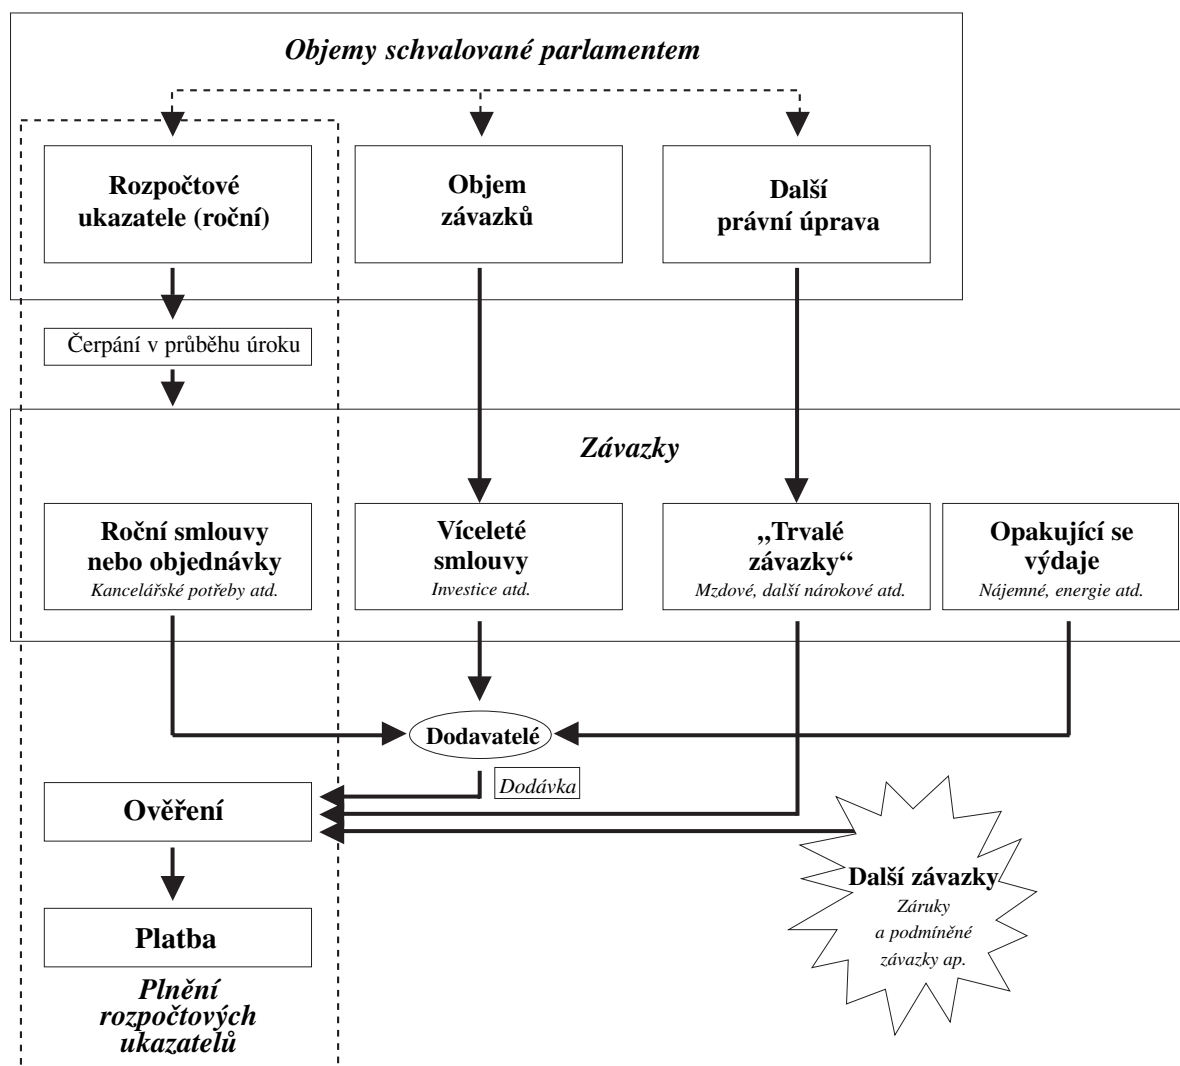 Objemy schvalované parlamentem
Rozpočtové
ukazatele (roční)
Objem
závazků
Další
právní úprava
Čerpání v průběhu úroku
Závazky
Roční smlouvy
nebo objednávky
Kancelářské potřeby atd.
Víceleté
smlouvy
Investice atd.
„Trvalé
závazky“
Mzdové, další nárokové atd.
Opakující se
výdaje
Nájemné, energie atd.
Dodavatelé
Dodávka
Ověření
Další závazky
Záruky
a podmíněné
závazky ap.
Platba
Plnění
rozpočtových
ukazatelů